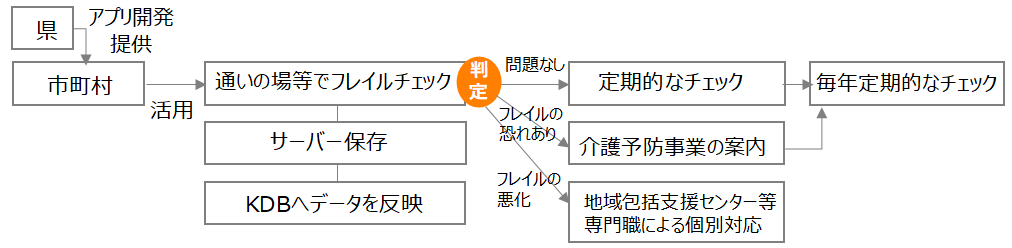 県
アプリ開発
提供
市町村
活用
通いの場等でフレイルチェック
判
定
問題なし
定期的なチェック
毎年定期的なチェック
サーバー保存
フレイルの
恐れあり
介護予防事業の案内
KDBへデータを反映
フレイルの
悪化
地域包括支援センター等
専門職による個別対応